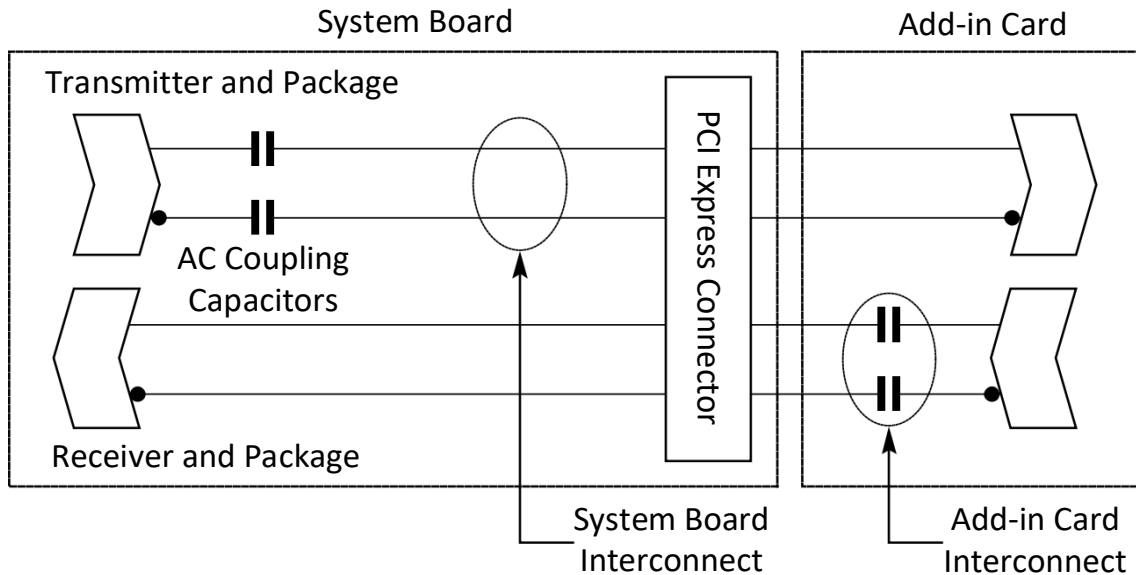 System Board
Add-in Card
Transmitter and Package
PCI Express Connector
AC Coupling
Capacitors
Receiver and Package
System Board
Interconnect
Add-in Card
Interconnect